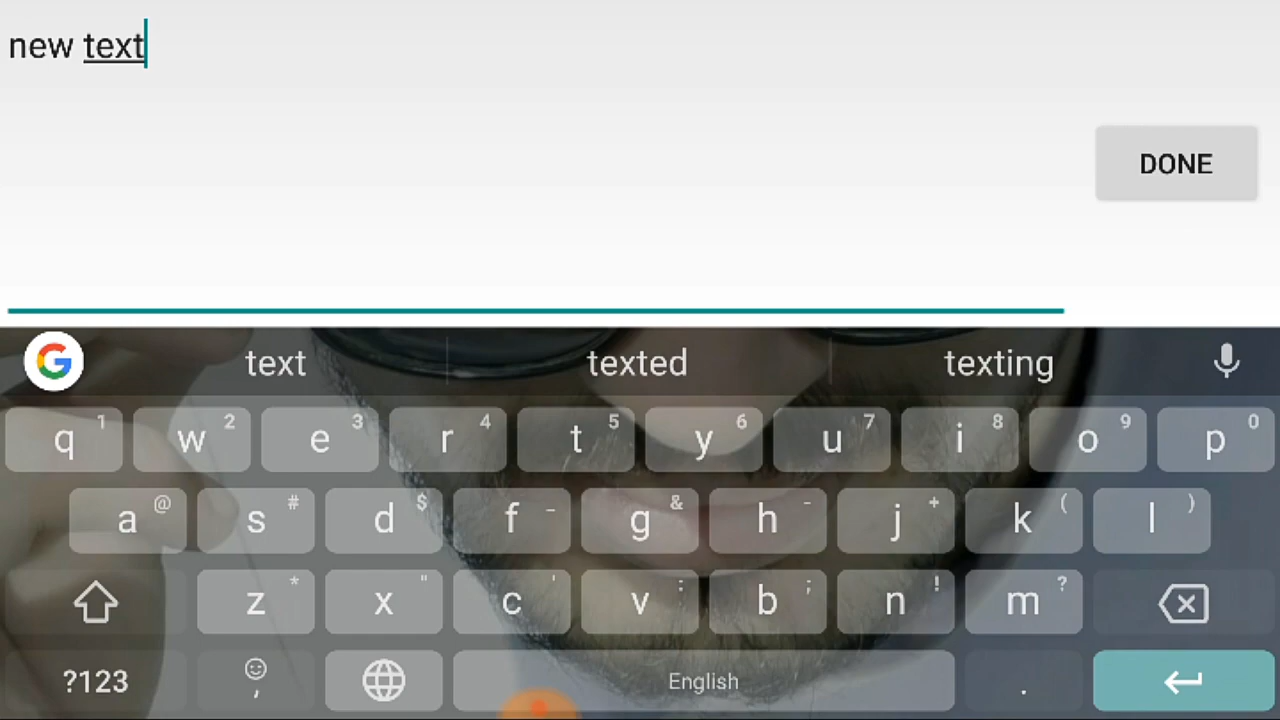 new text
DONE
text texted texting
q 1 w 2 e 3 r 4 t 5 y 6 u 7 i 8 o 9 p 0
a @ s # d $ f _ g & h - j + k ( l )
z * x " c ' v : b ; n ! m ?
?123 , English .